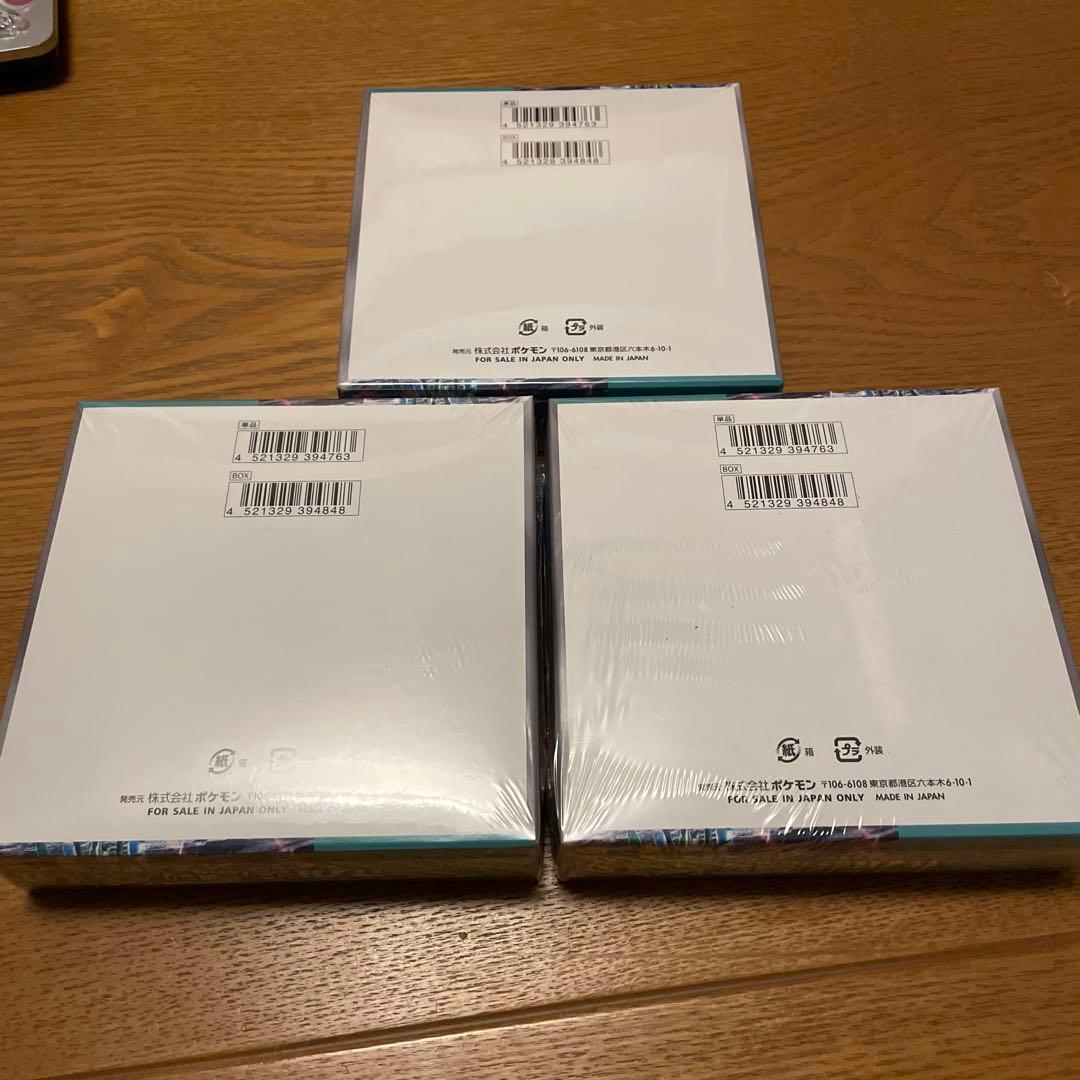 単品
4 521329 394763
BOX
4 521329 394848
紙 箱 プラ 外装
発売元 株式会社ポケモン 〒106-6108 東京都港区六本木6-10-1
FOR SALE IN JAPAN ONLY MADE IN JAPAN
単品
4 521329 394763
BOX
4 521329 394848
紙 箱
発売元 株式会社ポケモン
FOR SALE IN JAPAN ONLY MADE
単品
4 521329 394763
BOX
4 521329 394848
紙 箱 プラ 外装
発売元 株式会社ポケモン 〒106-6108 東京都港区六本木6-10-1
FOR SALE IN JAPAN ONLY MADE IN JAPAN